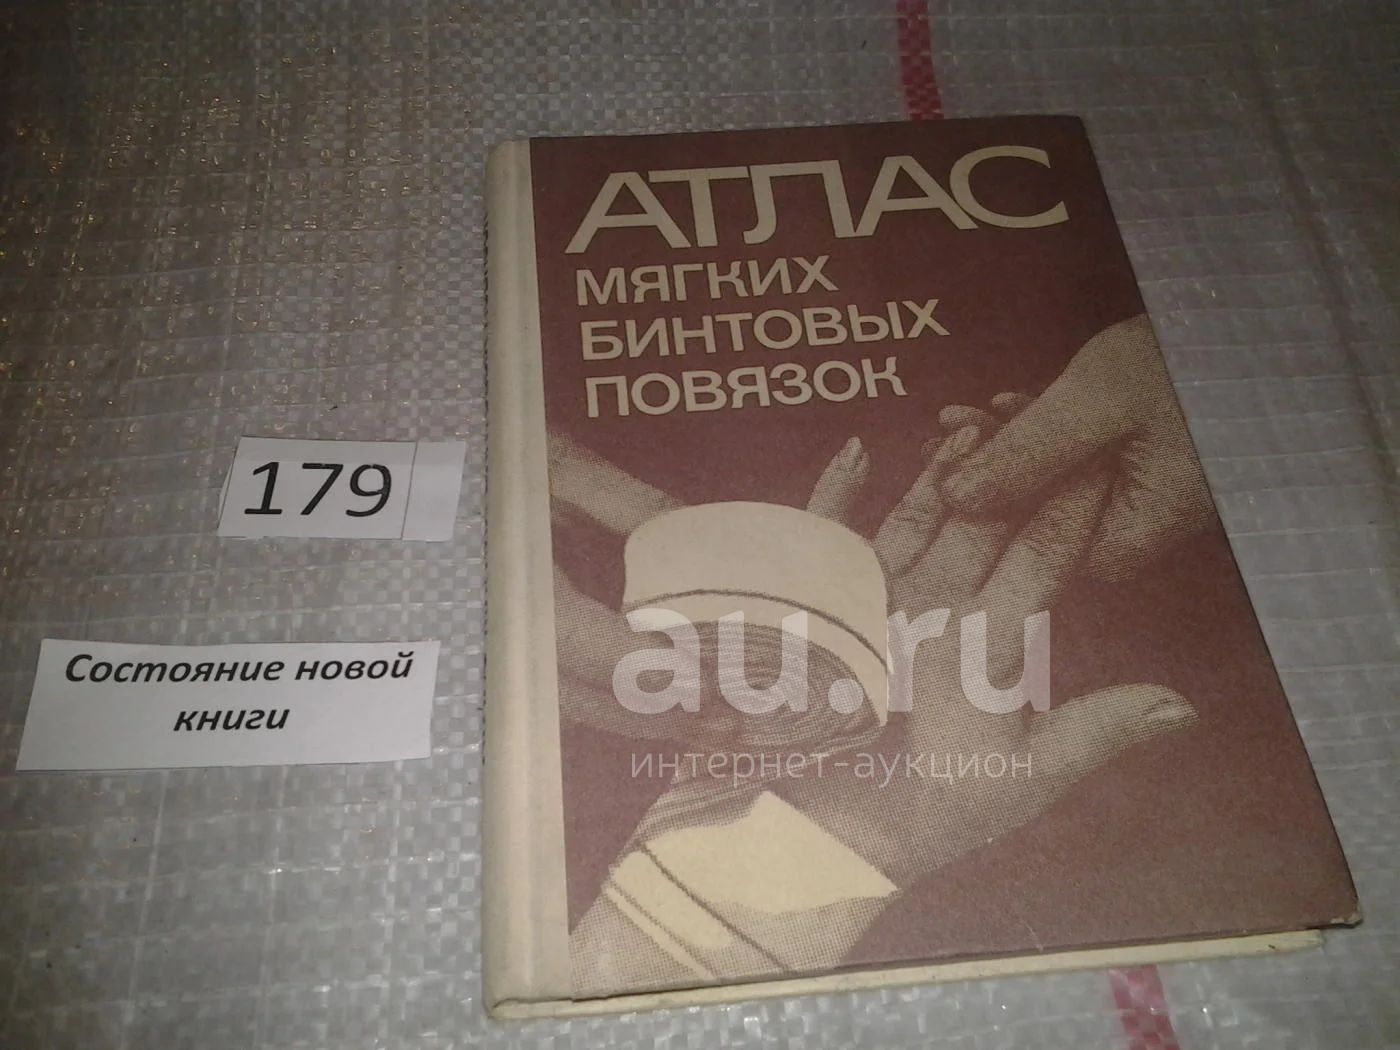 АТЛАС
МЯГКИХ
БИНТОВЫХ
ПОВЯЗОК
179
Состояние новой
книги
au.ru
интернет-аукцион